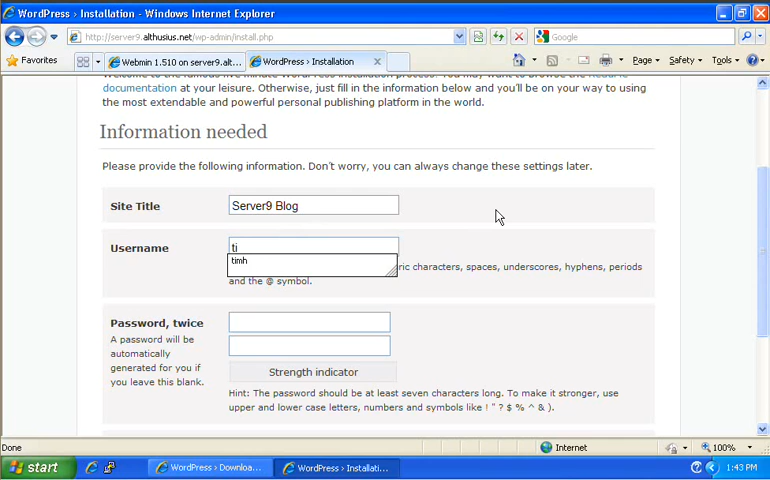 WordPress › Installation - Windows Internet Explorer
http://server9.althusius.net/wp-admin/install.php
Google
Favorites
Webmin 1.510 on server9.alt...
WordPress › Installation
Page
Safety
Tools
documentation at your leisure. Otherwise, just fill in the information below and you'll be on your way to using
the most extendable and powerful personal publishing platform in the world.
Information needed
Please provide the following information. Don't worry, you can always change these settings later.
Site Title
Server9 Blog
Username
ti
timh
ric characters, spaces, underscores, hyphens, periods
and the @ symbol.
Password, twice
A password will be
automatically
generated for you if
you leave this blank.
Strength indicator
Hint: The password should be at least seven characters long. To make it stronger, use
upper and lower case letters, numbers and symbols like ! " ? $ % ^ & ).
Done
Internet
100%
start
WordPress › Downloa...
WordPress › Installati...
1:43 PM